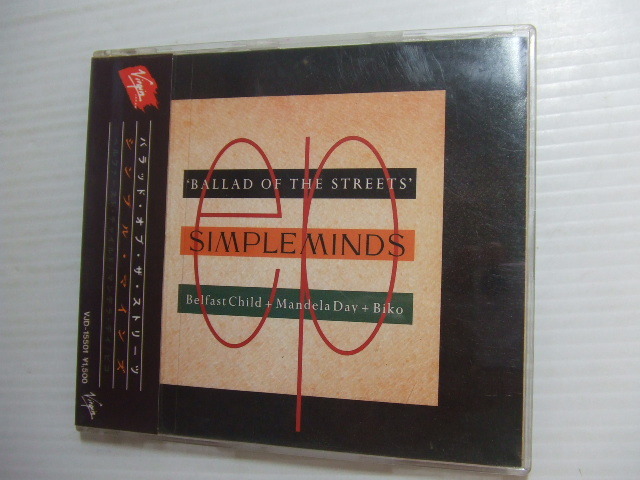 Virgin
バラッド・オブ・ザ・ストリーツ
シンプル・マインズ
VJD-15501 ¥1,500
Virgin
ep
'BALLAD OF THE STREETS'
SIMPLE MINDS
Belfast Child + Mandela Day + Biko